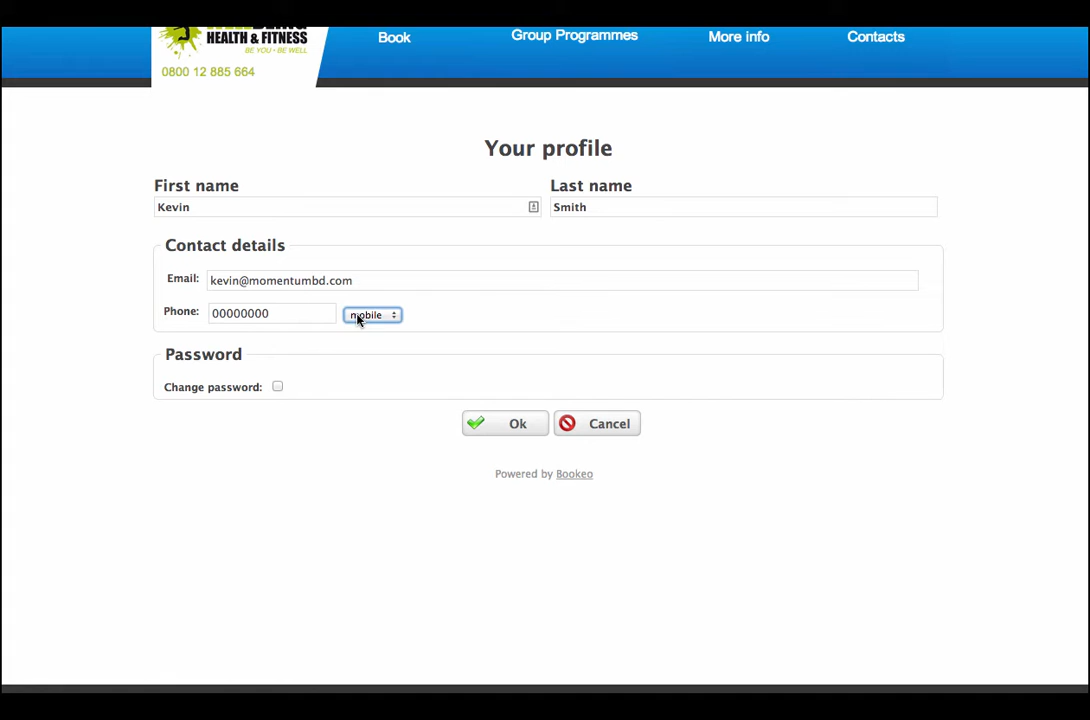 HEALTH & FITNESS
BE YOU • BE WELL
0800 12 885 664
Book
Group Programmes
More info
Contacts
Your profile
First name
Last name
Kevin
Smith
Contact details
Email: kevin@momentumbd.com
Phone: 00000000 mobile
Password
Change password:
Ok
Cancel
Powered by Bookeo